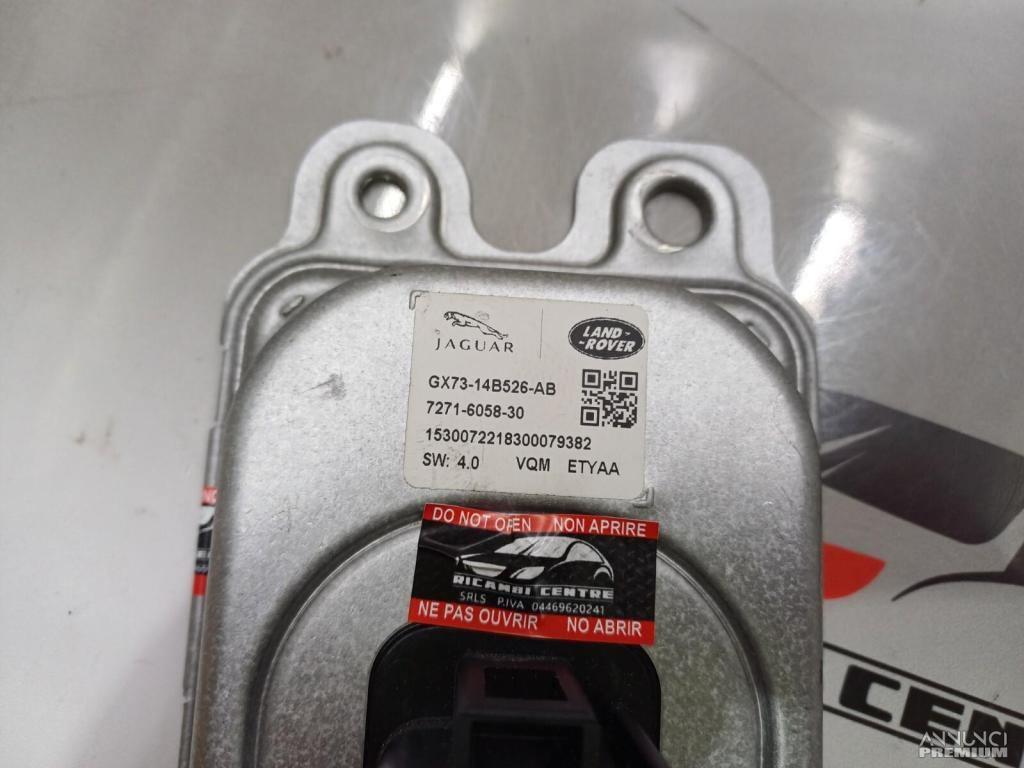 JAGUAR
LAND-
-ROVER
GX73-14B526-AB
7271-6058-30
1530072218300079382
SW: 4.0 VQM ETYAA
DO NOT OPEN NON APRIRE
RICAMBI CENTRE
SRLS P.IVA 04469620241
NE PAS OUVRIR NO ABRIR
CEN
ANNUNCI
PREMIUM